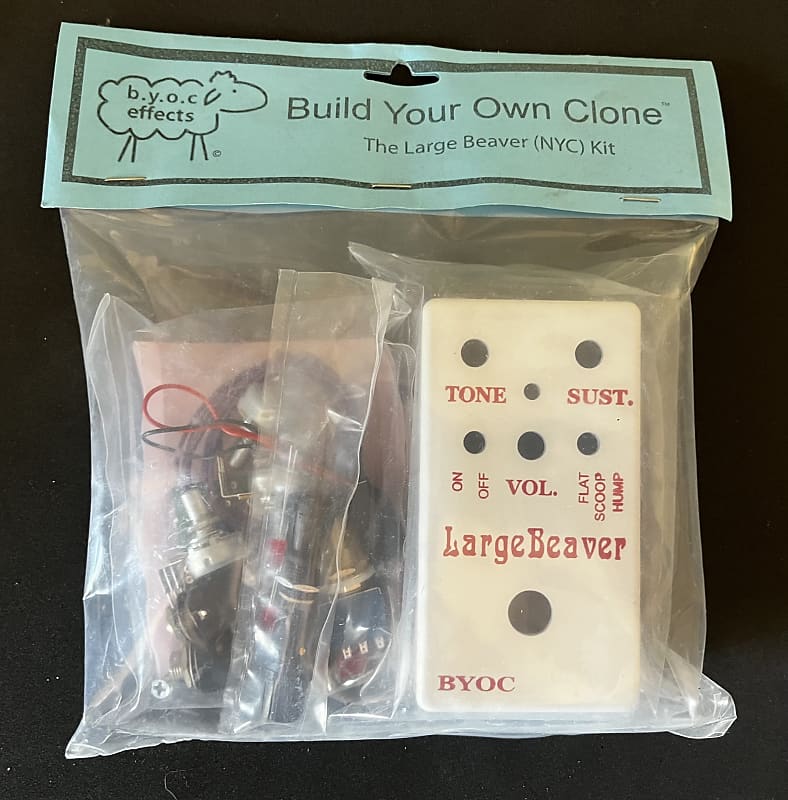 b.y.o.c
effects
©
Build Your Own Clone™
The Large Beaver (NYC) Kit
TONE
SUST.
ON
OFF
VOL.
FLAT
SCOOP
HUMP
LargeBeaver
BYOC